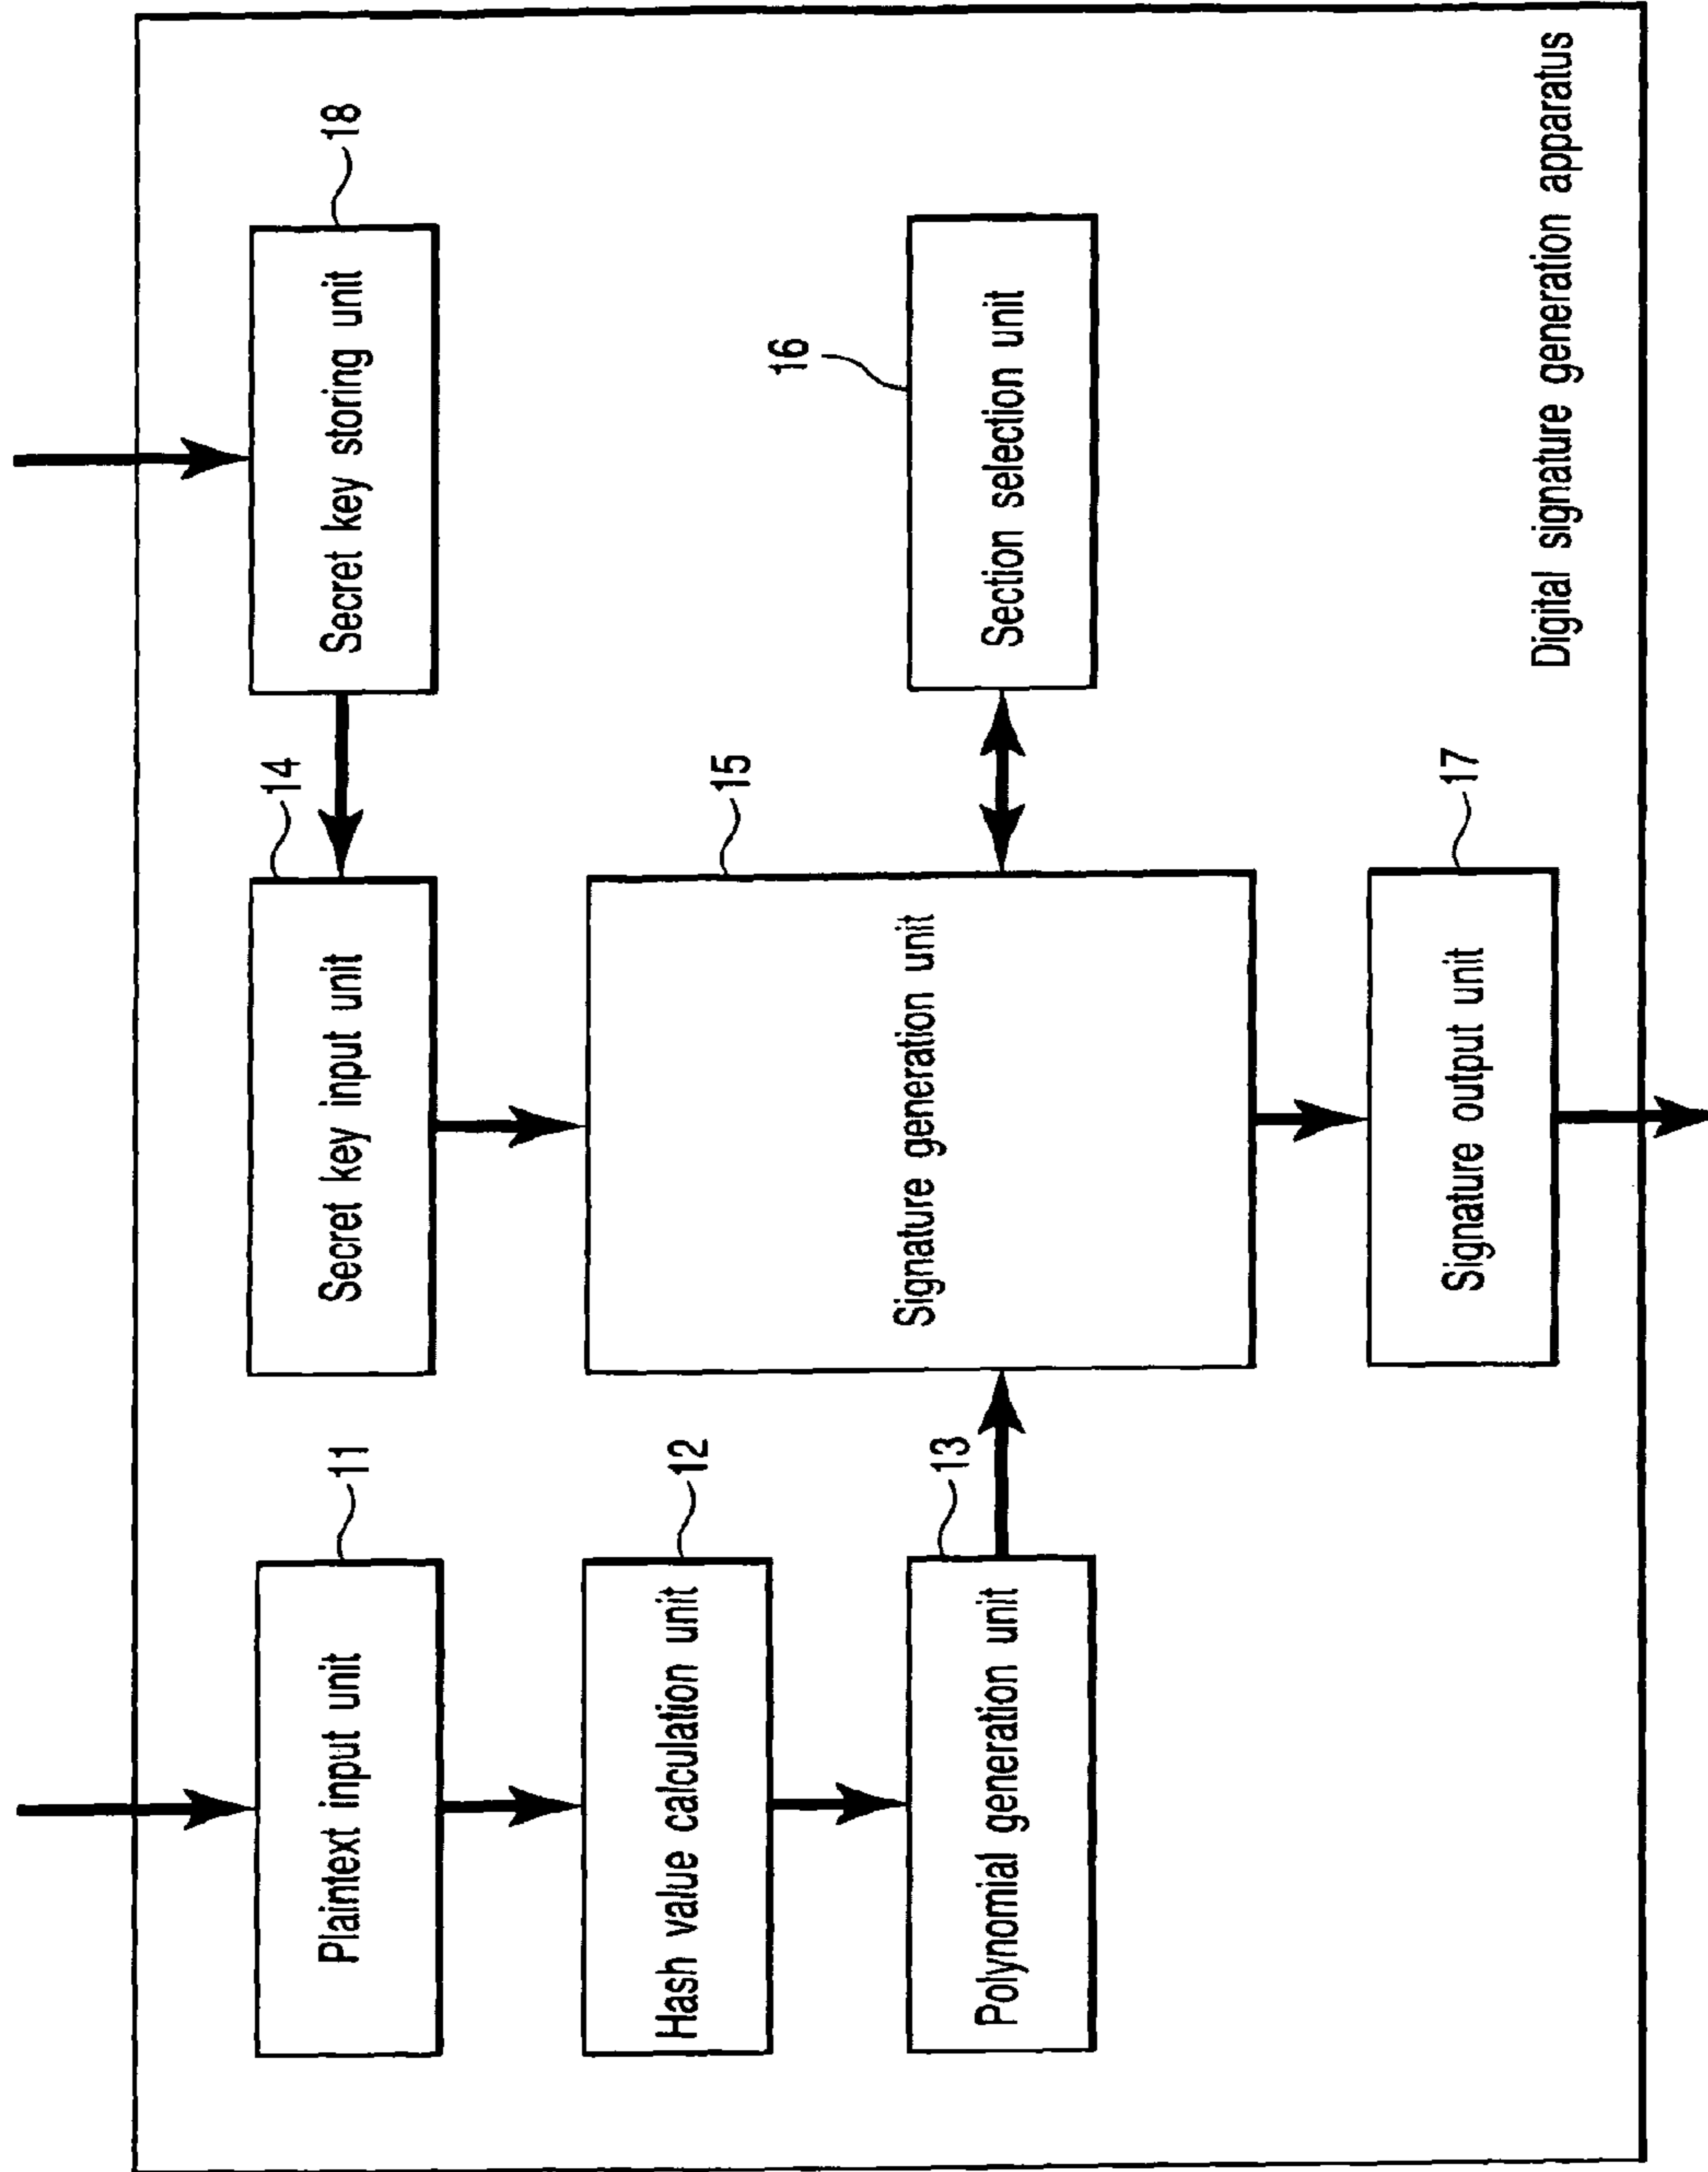 Plaintext input unit
11
Secret key input unit
14
Secret key storing unit
18
Hash value calculation unit
12
Signature generation unit
15
Polynomial generation unit
13
Section selection unit
16
Signature output unit
17
Digital signature generation apparatus